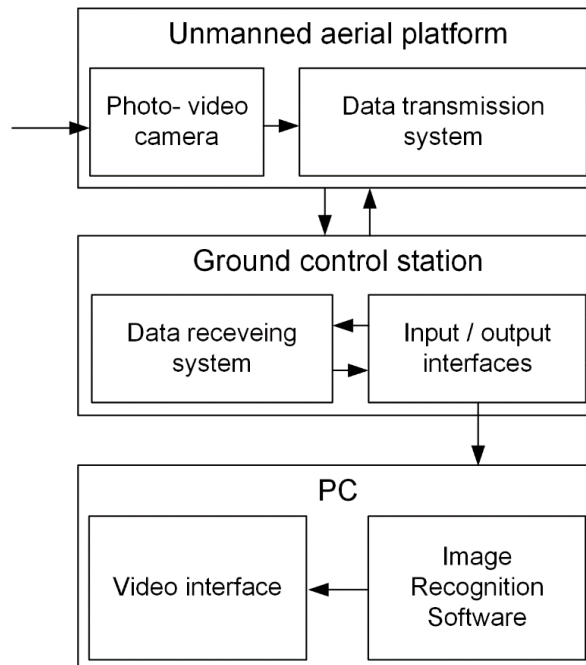 Unmanned aerial platform
Photo- video
camera
Data transmission
system
Ground control station
Data receveing
system
Input / output
interfaces
PC
Video interface
Image
Recognition
Software